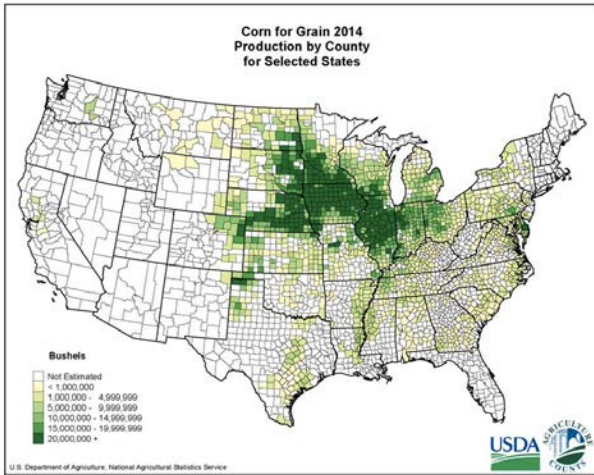 Corn for Grain 2014
Production by County
for Selected States
Bushels
Not Estimated
< 1,000,000
1,000,000 - 4,999,999
5,000,000 - 9,999,999
10,000,000 - 14,999,999
15,000,000 - 19,999,999
20,000,000 +
U.S. Department of Agriculture, National Agricultural Statistics Service
USDA
AGRICULTURE
COUNTS